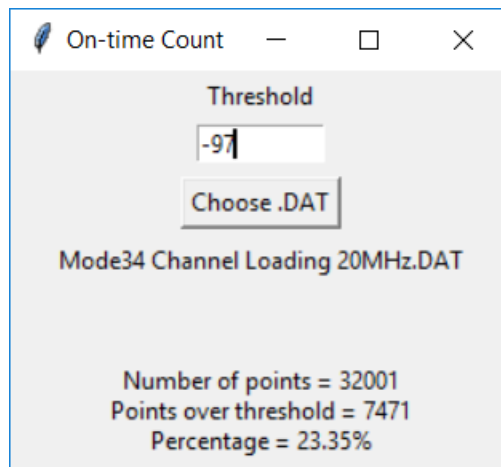 On-time Count
Threshold
-97
Choose .DAT
Mode34 Channel Loading 20MHz.DAT
Number of points = 32001
Points over threshold = 7471
Percentage = 23.35%